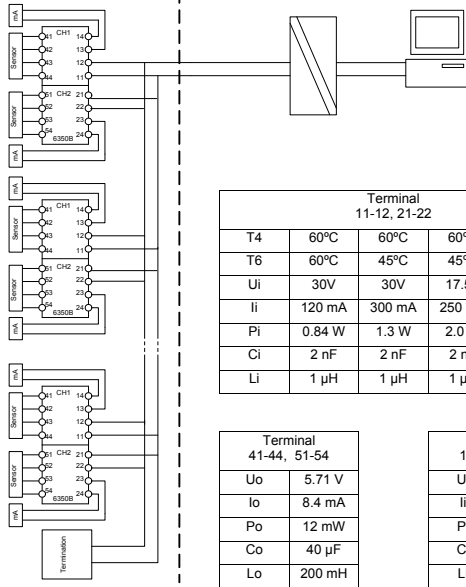 mA
41 CH1 14
Sensor
42 13
43 12
44 11
51 CH2 21
Sensor
52 22
53 23
54 24
6350B
mA
mA
41 CH1 14
Sensor
42 13
43 12
44 11
51 CH2 21
Sensor
52 22
53 23
54 24
6350B
mA
mA
41 CH1 14
Sensor
42 13
43 12
44 11
51 CH2 21
Sensor
52 22
53 23
54 24
6350B
mA
Termination
Terminal
11-12, 21-22
T4 60ºC 60ºC 60º
T6 60ºC 45ºC 45º
Ui 30V 30V 17.5
Ii 120 mA 300 mA 250
Pi 0.84 W 1.3 W 2.0
Ci 2 nF 2 nF 2 n
Li 1 µH 1 µH 1 µ
Terminal
41-44, 51-54
Uo 5.71 V
Io 8.4 mA
Po 12 mW
Co 40 µF
Lo 200 mH
1
U
Ii
P
C
L